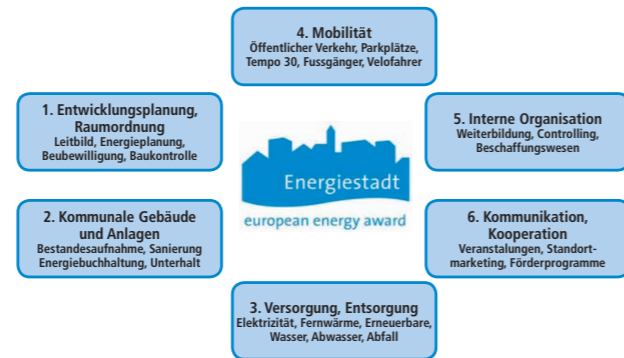 4. Mobilität
Öffentlicher Verkehr, Parkplätze,
Tempo 30, Fussgänger, Velofahrer
1. Entwicklungsplanung,
Raumordnung
Leitbild, Energieplanung,
Beubewilligung, Baukontrolle
5. Interne Organisation
Weiterbildung, Controlling,
Beschaffungswesen
Energiestadt
european energy award
2. Kommunale Gebäude
und Anlagen
Bestandesaufnahme, Sanierung
Energiebuchhaltung, Unterhalt
6. Kommunikation,
Kooperation
Veranstalungen, Standort-
marketing, Förderprogramme
3. Versorgung, Entsorgung
Elektrizität, Fernwärme, Erneuerbare,
Wasser, Abwasser, Abfall